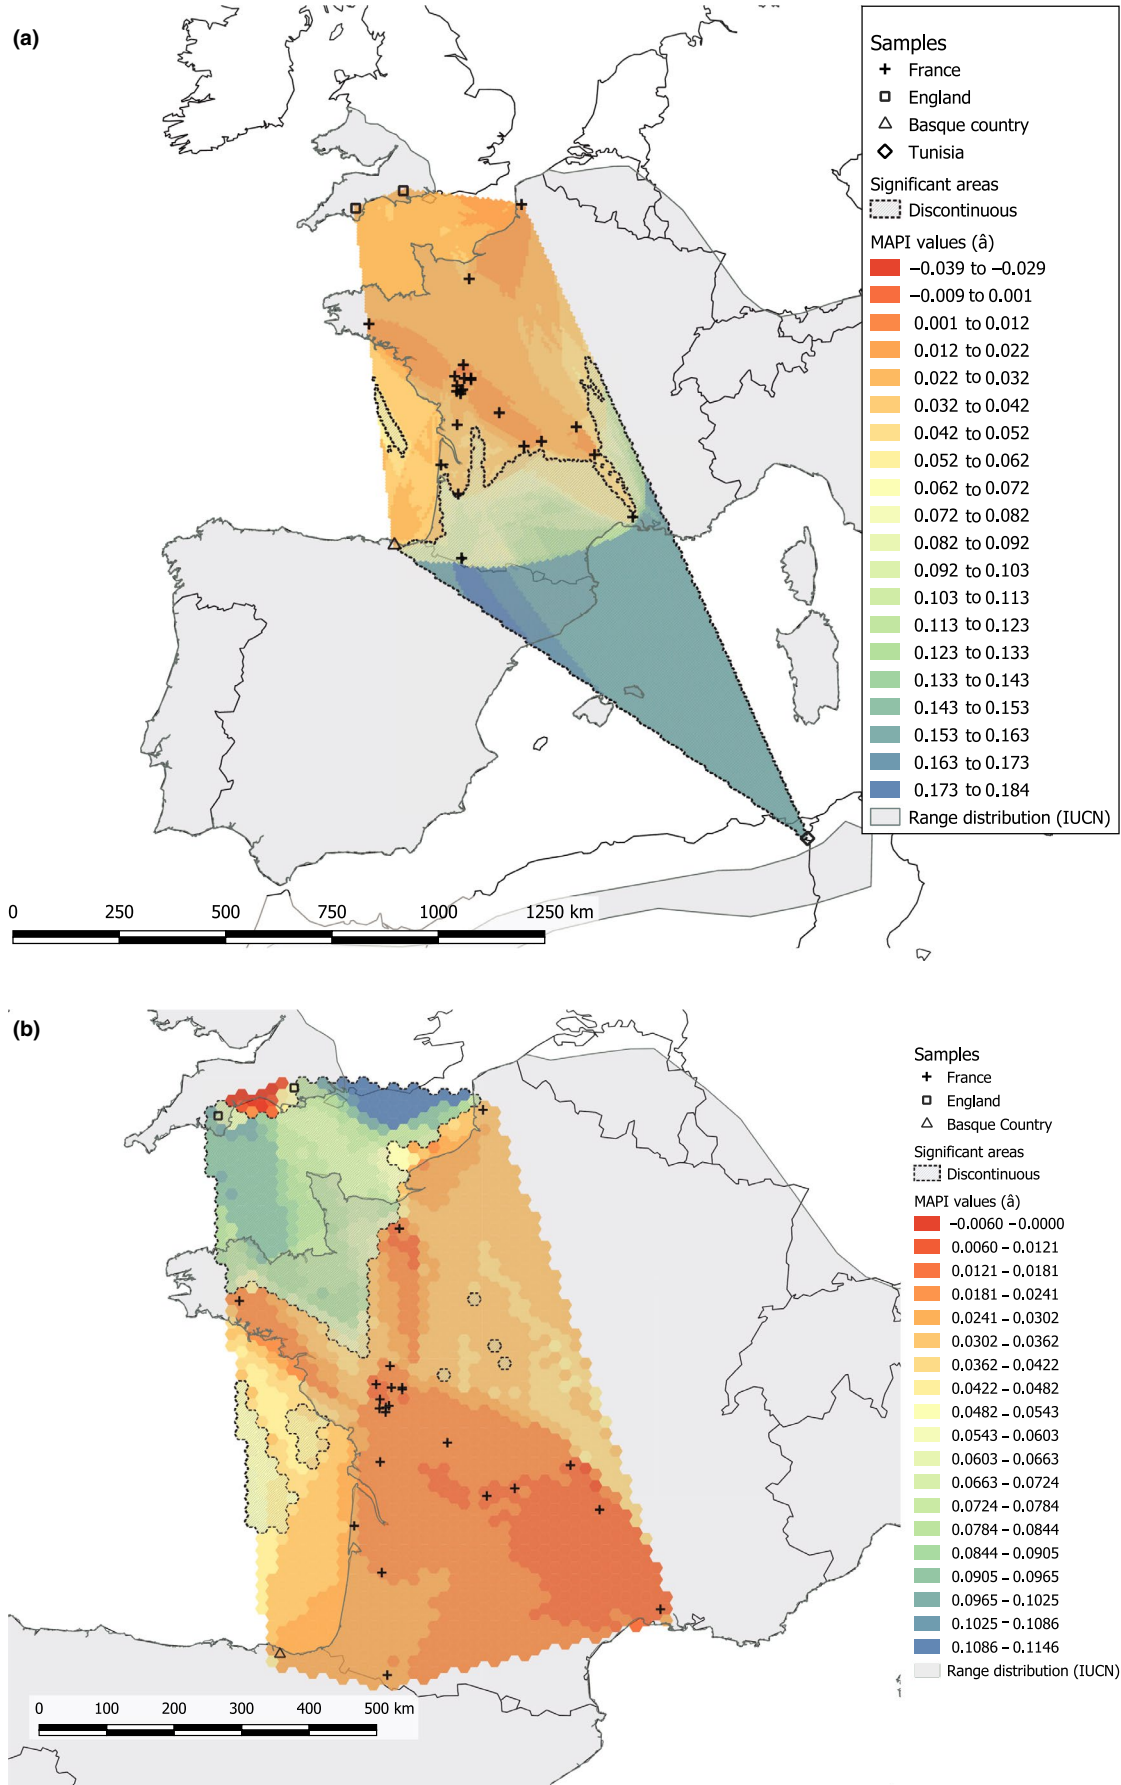 (a)
Samples
France
England
Basque country
Tunisia
Significant areas
Discontinuous
MAPI values (â)
−0.039 to −0.029
−0.009 to 0.001
0.001 to 0.012
0.012 to 0.022
0.022 to 0.032
0.032 to 0.042
0.042 to 0.052
0.052 to 0.062
0.062 to 0.072
0.072 to 0.082
0.082 to 0.092
0.092 to 0.103
0.103 to 0.113
0.113 to 0.123
0.123 to 0.133
0.133 to 0.143
0.143 to 0.153
0.153 to 0.163
0.163 to 0.173
0.173 to 0.184
Range distribution (IUCN)
0 250 500 750 1000 1250 km
(b)
Samples
France
England
Basque Country
Significant areas
Discontinuous
MAPI values (â)
−0.0060 – 0.0000
0.0060 – 0.0121
0.0121 – 0.0181
0.0181 – 0.0241
0.0241 – 0.0302
0.0302 – 0.0362
0.0362 – 0.0422
0.0422 – 0.0482
0.0482 – 0.0543
0.0543 – 0.0603
0.0603 – 0.0663
0.0663 – 0.0724
0.0724 – 0.0784
0.0784 – 0.0844
0.0844 – 0.0905
0.0905 – 0.0965
0.0965 – 0.1025
0.1025 – 0.1086
0.1086 – 0.1146
Range distribution (IUCN)
0 100 200 300 400 500 km